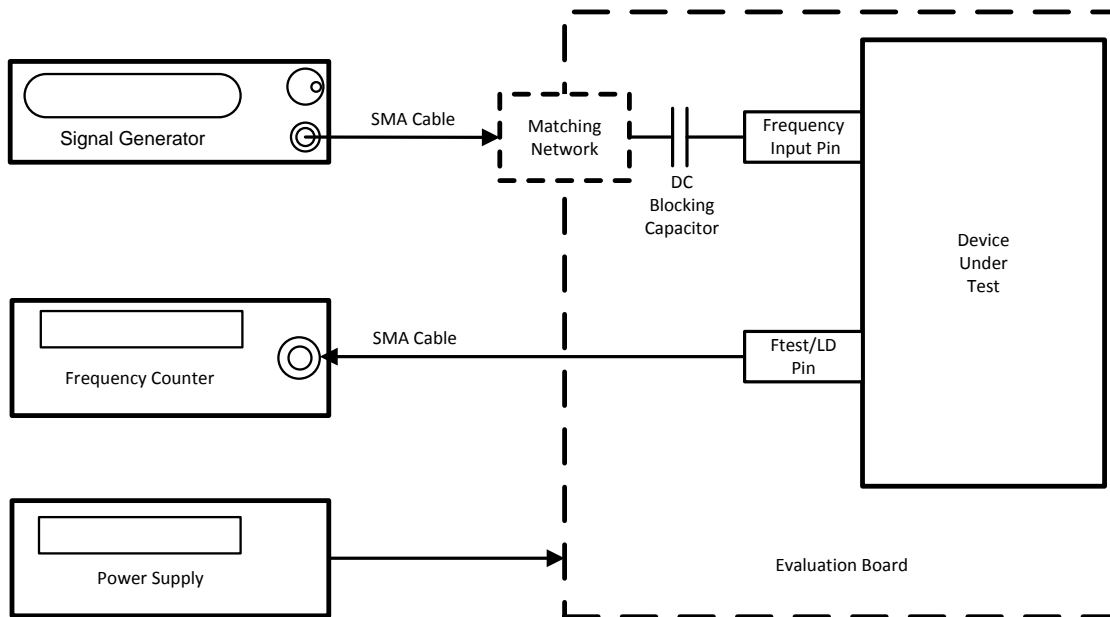 Signal Generator
SMA Cable
Matching
Network
DC
Blocking
Capacitor
Frequency
Input Pin
Device
Under
Test
Frequency Counter
SMA Cable
Ftest/LD
Pin
Power Supply
Evaluation Board